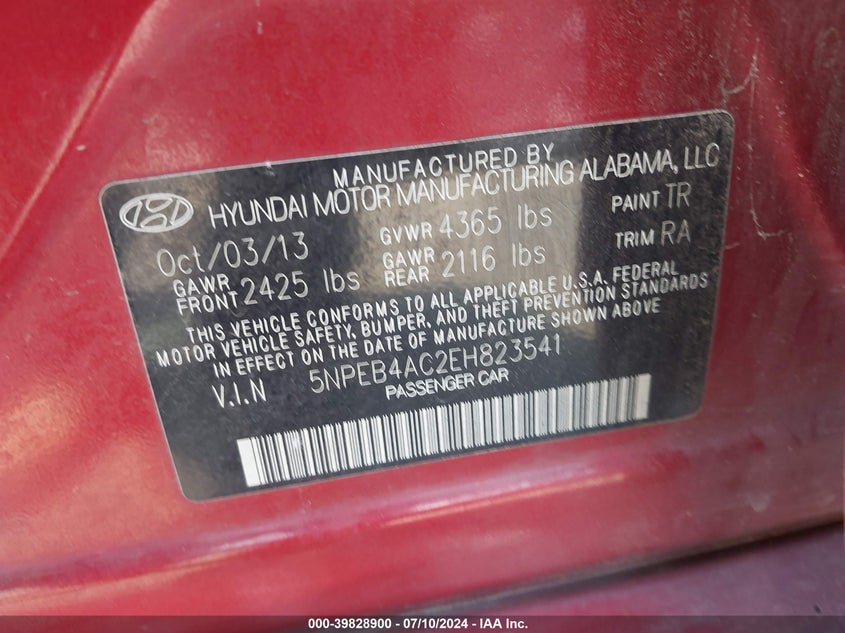 MANUFACTURED BY
HYUNDAI MOTOR MANUFACTURING ALABAMA, LLC
Oct/03/13 GVWR 4365 lbs PAINT TR
GAWR FRONT 2425 lbs GAWR REAR 2116 lbs TRIM RA
THIS VEHICLE CONFORMS TO ALL APPLICABLE U.S.A. FEDERAL
MOTOR VEHICLE SAFETY, BUMPER, AND THEFT PREVENTION STANDARDS
IN EFFECT ON THE DATE OF MANUFACTURE SHOWN ABOVE
V.I.N 5NPEB4AC2EH823541
PASSENGER CAR
000-39828900 - 07/10/2024 - IAA Inc.